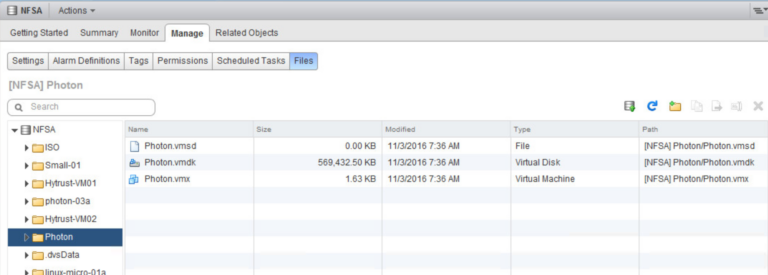 NFSA Actions
Getting Started Summary Monitor Manage Related Objects
Settings Alarm Definitions Tags Permissions Scheduled Tasks Files
[NFSA] Photon
Search
NFSA
ISO
Small-01
Hytrust-VM01
photon-03a
Hytrust-VM02
Photon
.dvsData
linux-micro-01a
Name Size Modified Type Path
Photon.vmsd 0.00 KB 11/3/2016 7:36 AM File [NFSA] Photon/Photon.vmsd
Photon.vmdk 569,432.50 KB 11/3/2016 7:36 AM Virtual Disk [NFSA] Photon/Photon.vmdk
Photon.vmx 1.63 KB 11/3/2016 7:36 AM Virtual Machine [NFSA] Photon/Photon.vmx